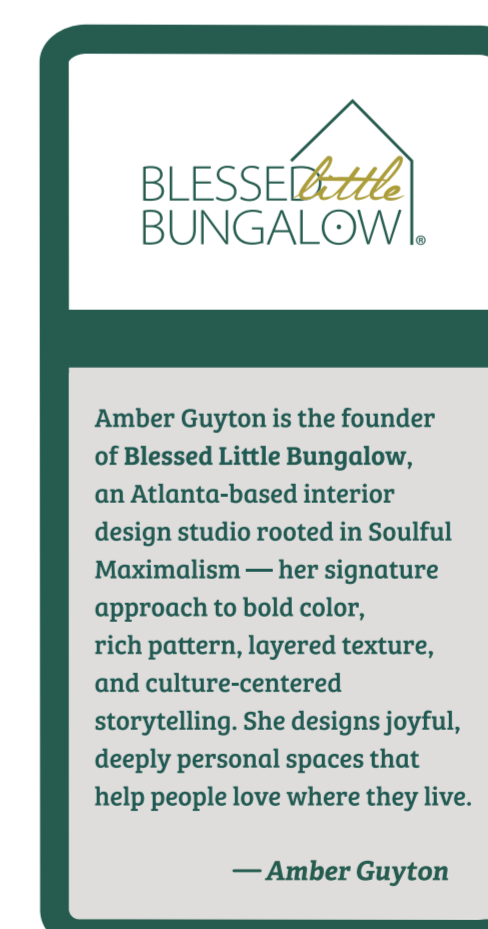 BLESSED little
BUNGALOW®
Amber Guyton is the founder
of Blessed Little Bungalow,
an Atlanta-based interior
design studio rooted in Soulful
Maximalism — her signature
approach to bold color,
rich pattern, layered texture,
and culture-centered
storytelling. She designs joyful,
deeply personal spaces that
help people love where they live.
— Amber Guyton